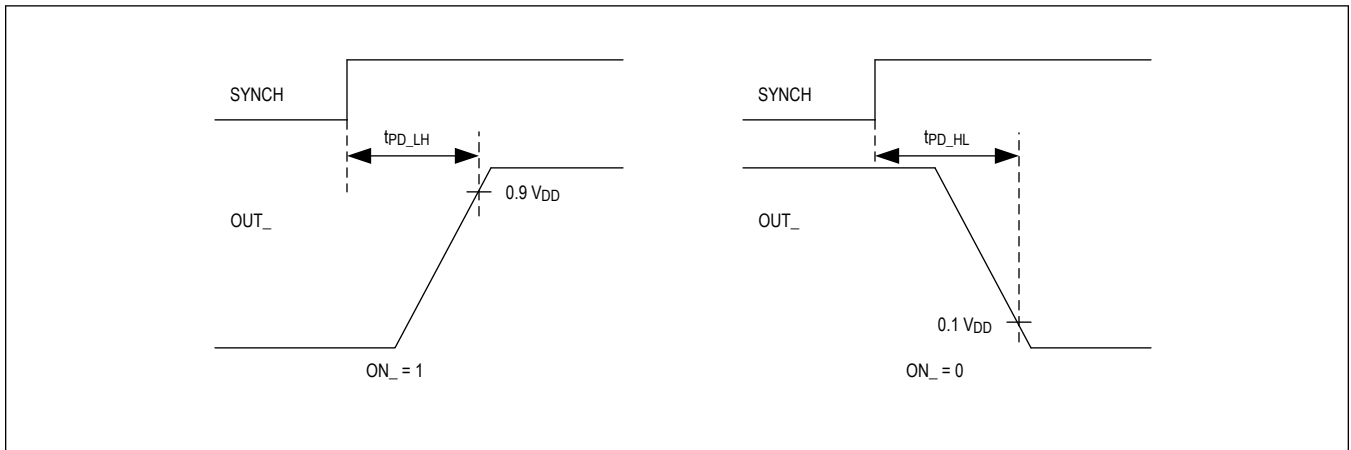 SYNCH
tPD_LH
0.9 VDD
OUT_
ON_ = 1
SYNCH
tPD_HL
OUT_
0.1 VDD
ON_ = 0